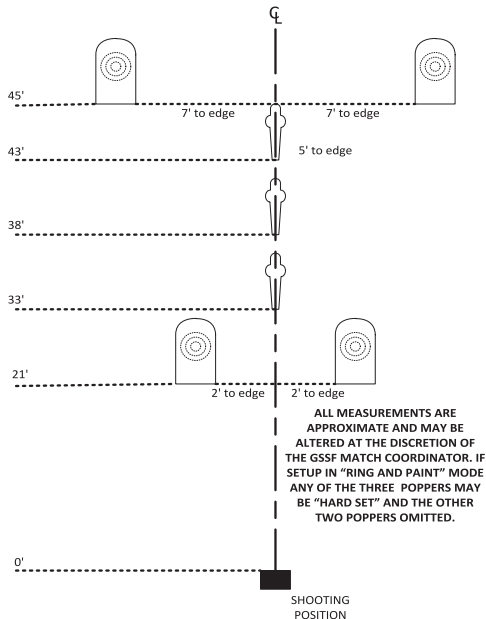 ℄
45'
7' to edge 7' to edge
43'
5' to edge
38'
33'
21'
2' to edge 2' to edge
ALL MEASUREMENTS ARE
APPROXIMATE AND MAY BE
ALTERED AT THE DISCRETION OF
THE GSSF MATCH COORDINATOR. IF
SETUP IN “RING AND PAINT” MODE
ANY OF THE THREE POPPERS MAY
BE “HARD SET” AND THE OTHER
TWO POPPERS OMITTED.
0'
SHOOTING
POSITION